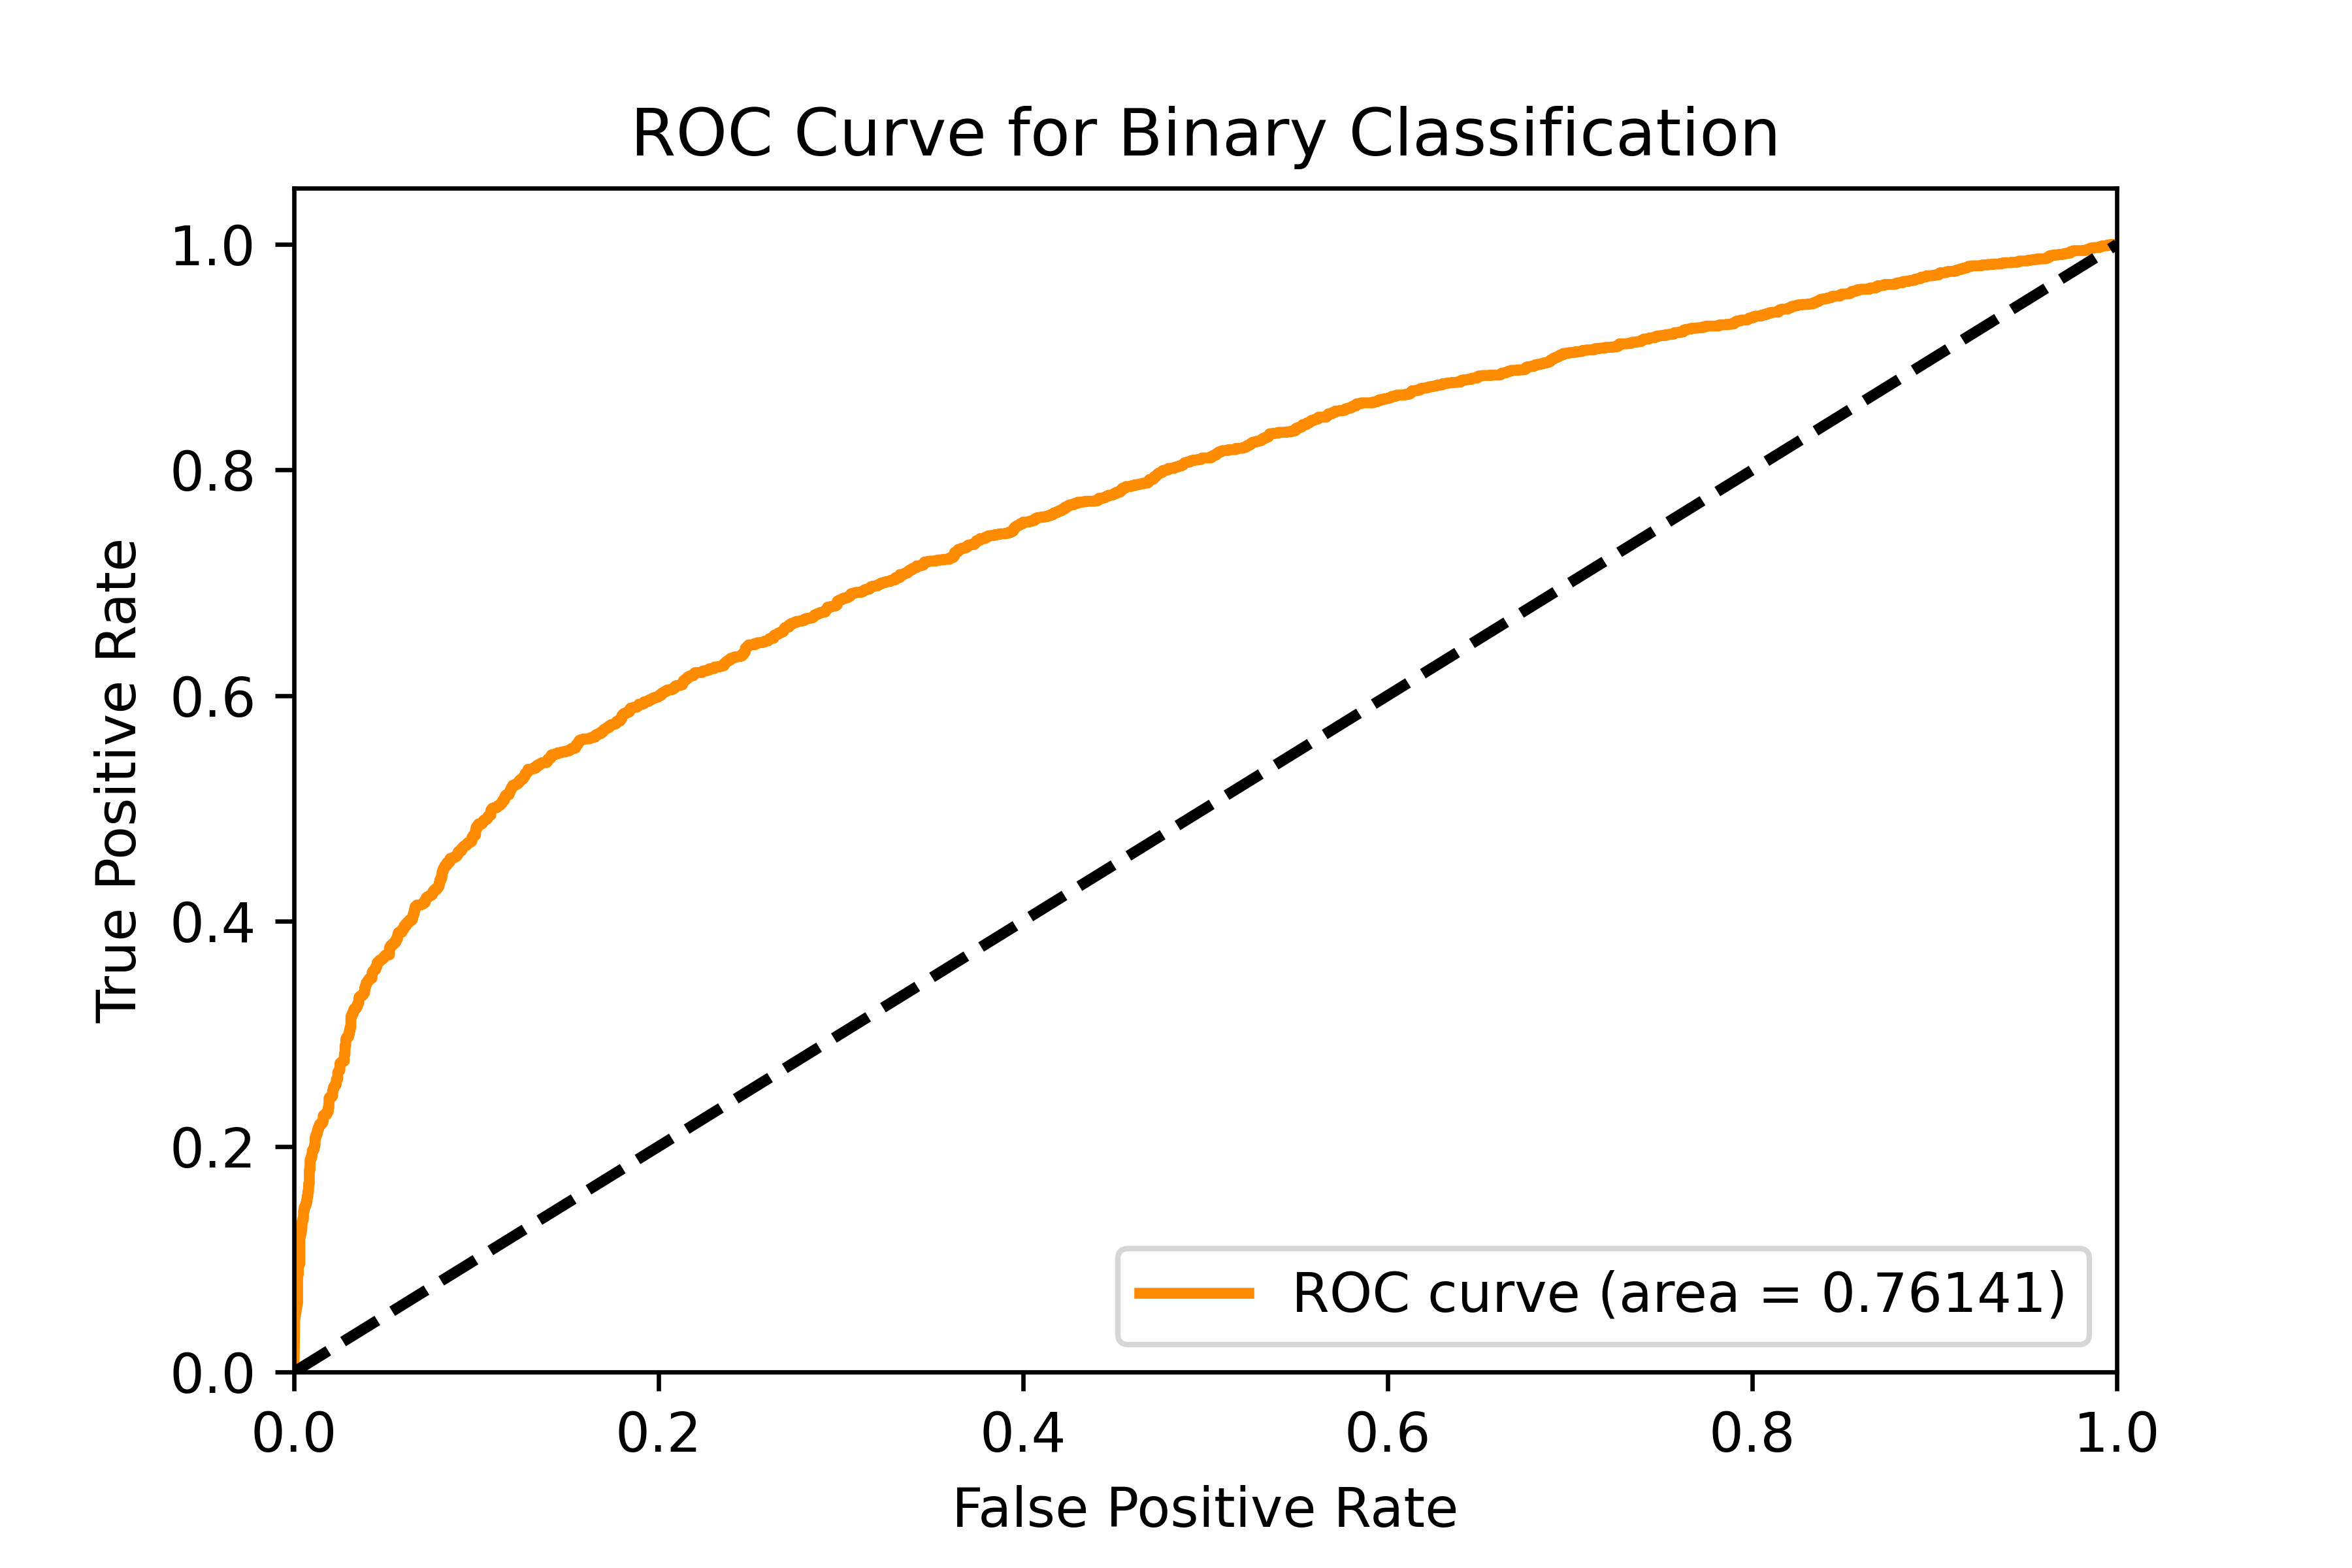 ROC Curve for Binary Classification
1.0
0.8
0.6
0.4
0.2
0.0
True Positive Rate
ROC curve (area = 0.76141)
0.0 0.2 0.4 0.6 0.8 1.0
False Positive Rate